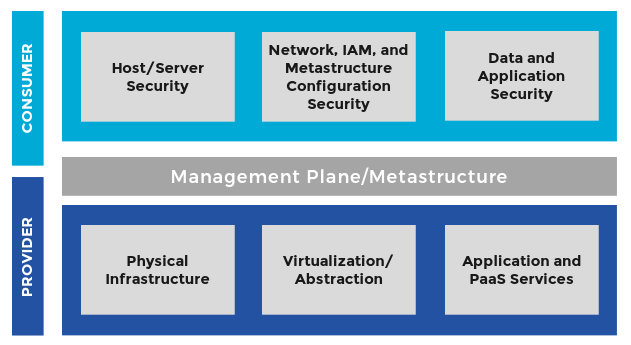 CONSUMER
Host/Server
Security
Network, IAM, and
Metastructure
Configuration
Security
Data and
Application
Security
Management Plane/Metastructure
PROVIDER
Physical
Infrastructure
Virtualization/
Abstraction
Application and
PaaS Services